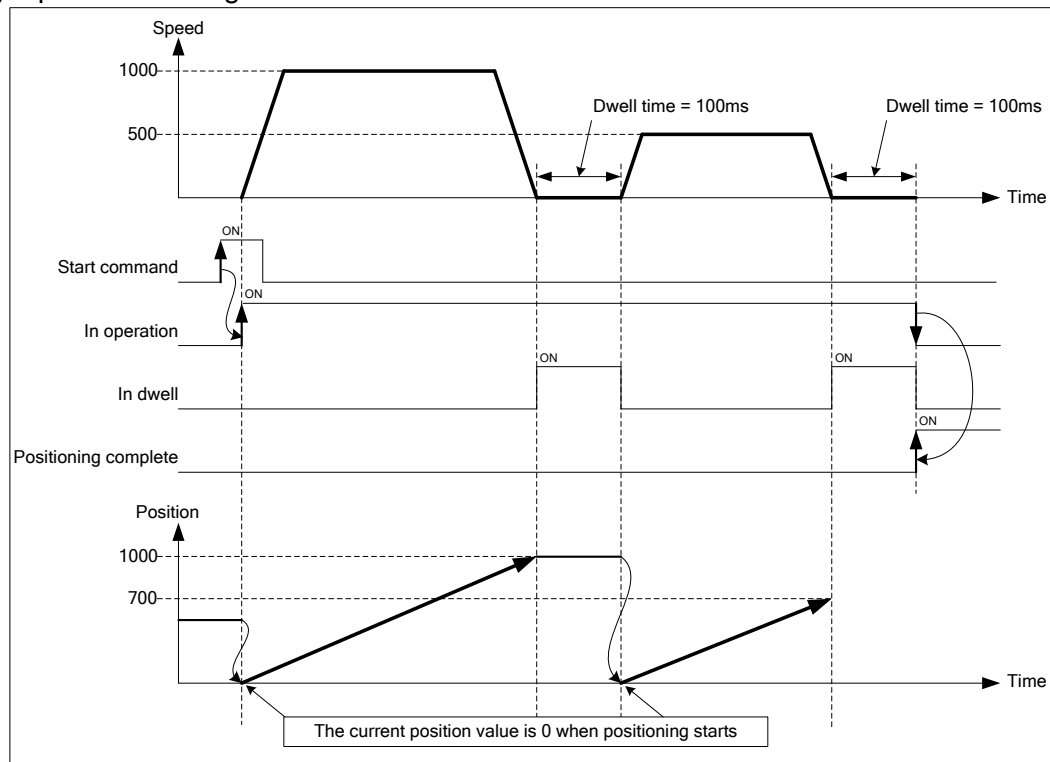 Speed
1000
Dwell time = 100ms
Dwell time = 100ms
500
Time
ON
Start command
ON
In operation
ON
ON
In dwell
ON
Positioning complete
Position
1000
700
Time
The current position value is 0 when positioning starts